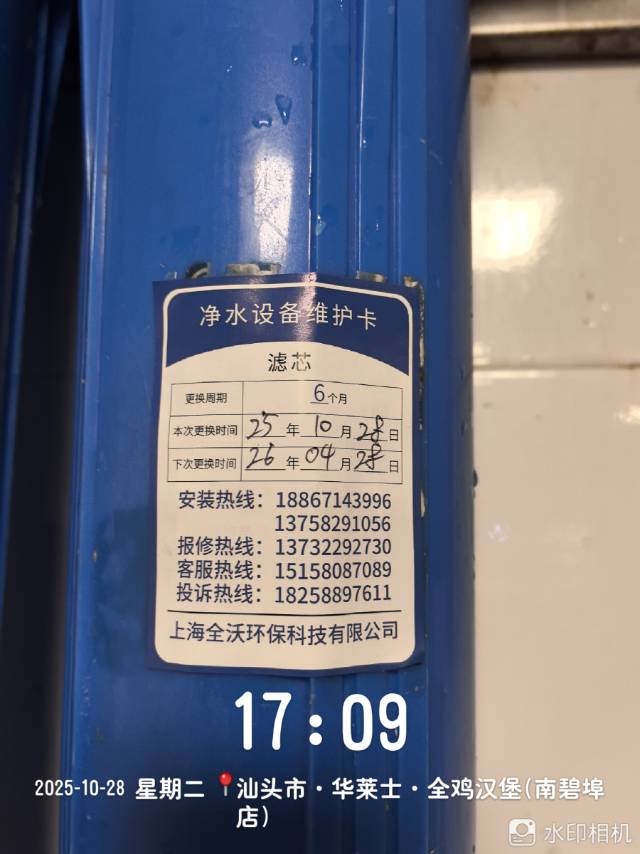 净水设备维护卡
滤芯
更换周期 6个月
本次更换时间 25年10月28日
下次更换时间 26年04月28日
安装热线：18867143996
13758291056
报修热线：13732292730
客服热线：15158087089
投诉热线：18258897611
上海全沃环保科技有限公司
17:09
2025-10-28 星期二 汕头市·华莱士·全鸡汉堡(南碧埠
店)
水印相机